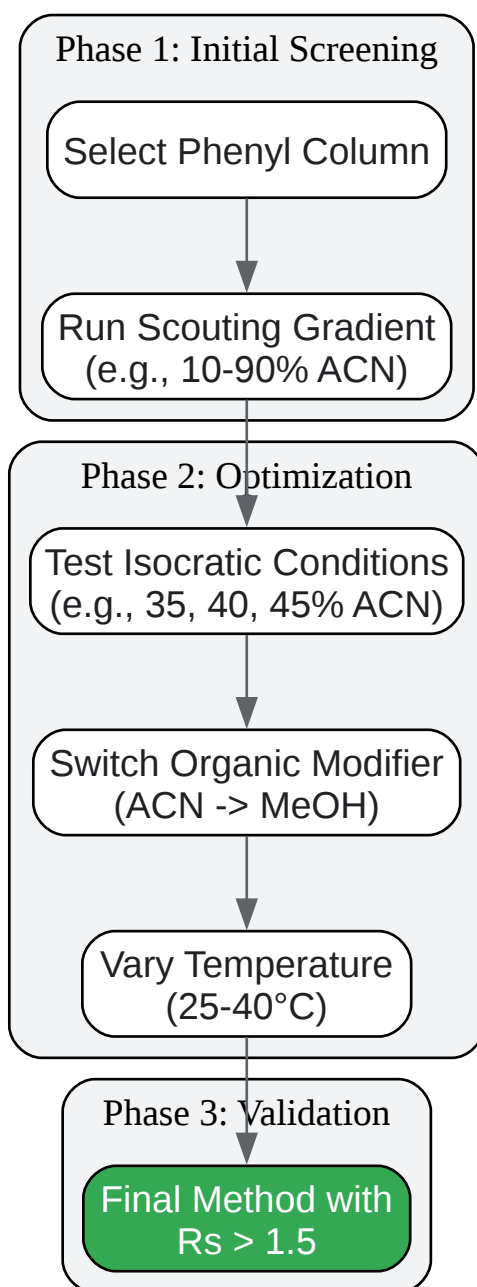 Phase 1: Initial Screening
Select Phenyl Column
Run Scouting Gradient
(e.g., 10-90% ACN)
Phase 2: Optimization
Test Isocratic Conditions
(e.g., 35, 40, 45% ACN)
Switch Organic Modifier
(ACN -> MeOH)
Vary Temperature
(25-40°C)
Phase 3: Validation
Final Method with
Rs > 1.5